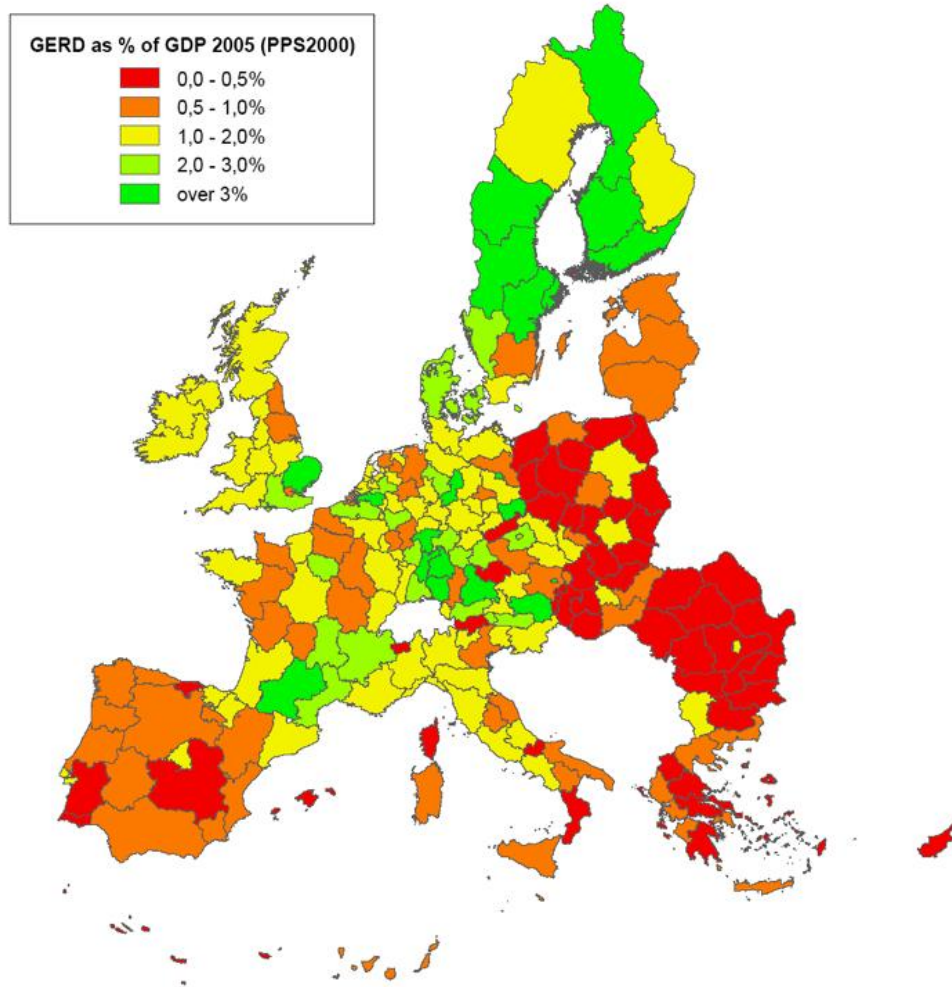 GERD as % of GDP 2005 (PPS2000)
0,0 - 0,5%
0,5 - 1,0%
1,0 - 2,0%
2,0 - 3,0%
over 3%